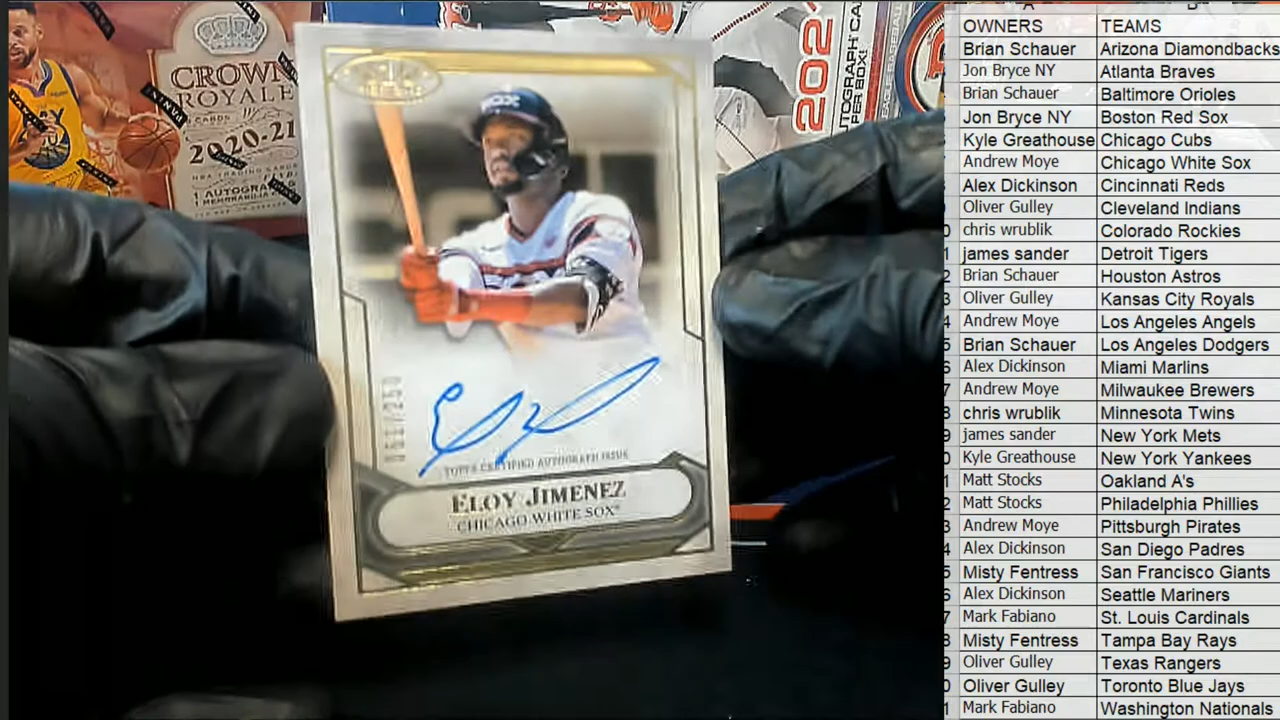 CROWN
ROYALE
CARDS
2020-21
NBA TRADING CARDS
1 AUTOGRAPH
1 MEMORABILIA
PANINI
202
AUTOGRAPH CA
PER BOX!
SOX
051/250
TOPPS CERTIFIED AUTOGRAPH ISSUE
ELOY JIMENEZ
CHICAGO WHITE SOX
OWNERS TEAMS
Brian Schauer Arizona Diamondbacks
Jon Bryce NY Atlanta Braves
Brian Schauer Baltimore Orioles
Jon Bryce NY Boston Red Sox
Kyle Greathouse Chicago Cubs
Andrew Moye Chicago White Sox
Alex Dickinson Cincinnati Reds
Oliver Gulley Cleveland Indians
chris wrublik Colorado Rockies
james sander Detroit Tigers
Brian Schauer Houston Astros
Oliver Gulley Kansas City Royals
Andrew Moye Los Angeles Angels
Brian Schauer Los Angeles Dodgers
Alex Dickinson Miami Marlins
Andrew Moye Milwaukee Brewers
chris wrublik Minnesota Twins
james sander New York Mets
Kyle Greathouse New York Yankees
Matt Stocks Oakland A's
Matt Stocks Philadelphia Phillies
Andrew Moye Pittsburgh Pirates
Alex Dickinson San Diego Padres
Misty Fentress San Francisco Giants
Alex Dickinson Seattle Mariners
Mark Fabiano St. Louis Cardinals
Misty Fentress Tampa Bay Rays
Oliver Gulley Texas Rangers
Oliver Gulley Toronto Blue Jays
Mark Fabiano Washington Nationals